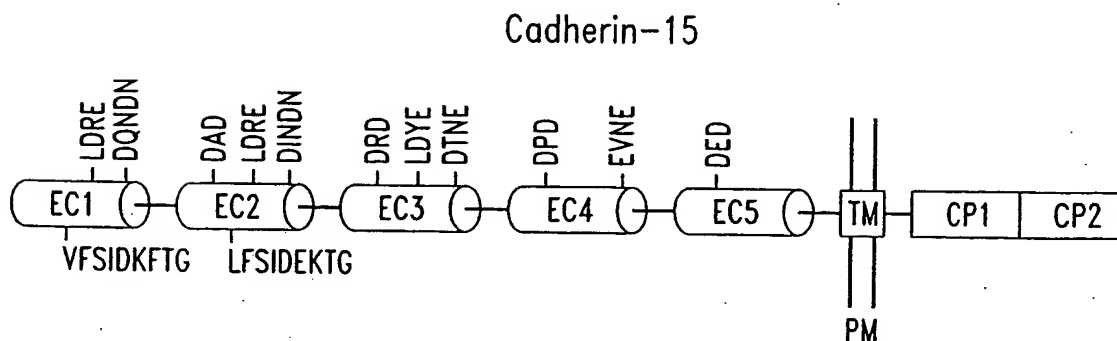 Cadherin-15
LDRE DQNDN DAD LDRE DINDN DRD LDYE DTNE DPD EVNE DED
EC1 EC2 EC3 EC4 EC5 TM CP1 CP2
VFSIDKFTG LFSIDEKTG
PM